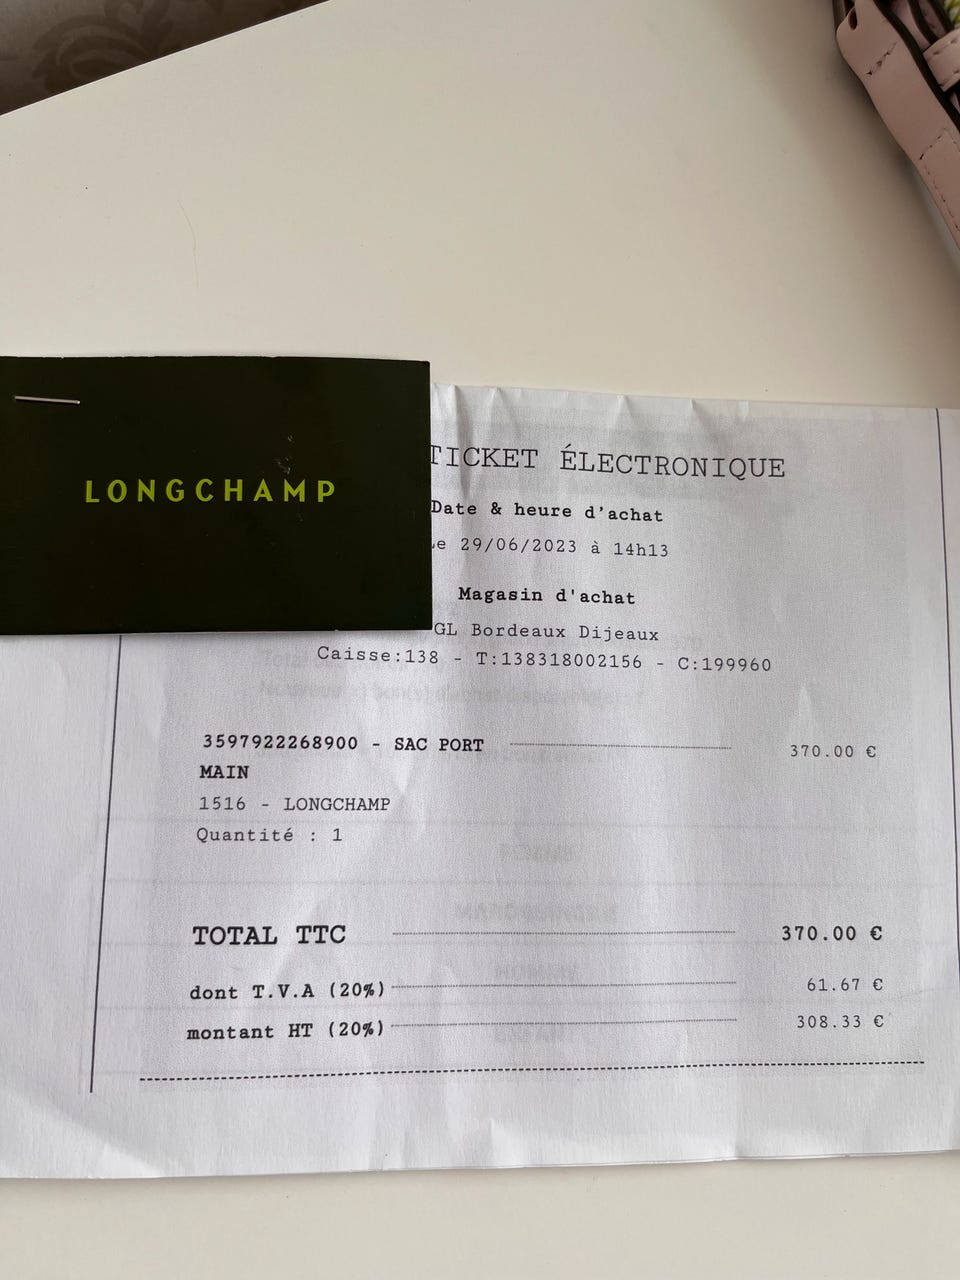 LONGCHAMP
TICKET ÉLECTRONIQUE
Date & heure d'achat
Le 29/06/2023 à 14h13
Magasin d'achat
GL Bordeaux Dijeaux
Caisse:138 - T:138318002156 - C:199960
3597922268900 - SAC PORT 370.00 €
MAIN
1516 - LONGCHAMP
Quantité : 1
TOTAL TTC 370.00 €
dont T.V.A (20%) 61.67 €
montant HT (20%) 308.33 €